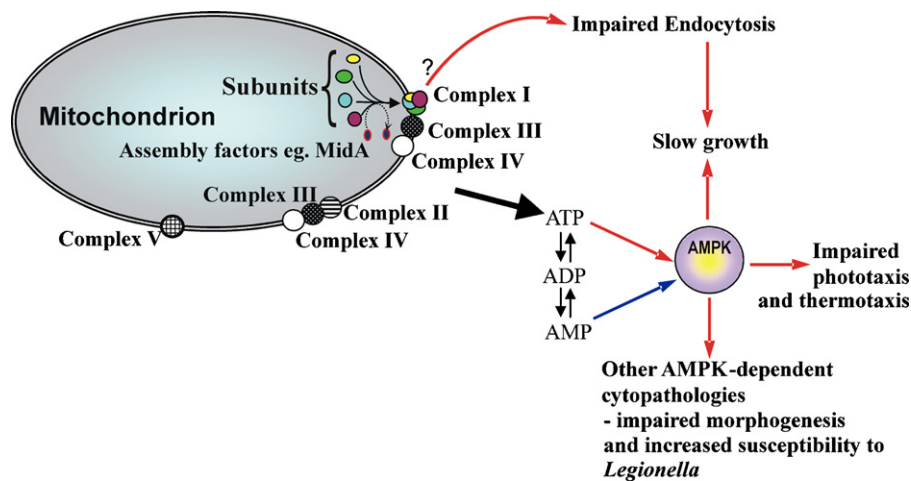 Impaired Endocytosis
?
Subunits
Complex I
Mitochondrion
Complex III
Assembly factors eg. MidA
Complex IV
Slow growth
Complex III
Complex II
Complex V
Complex IV
ATP
AMPK
Impaired
phototaxis
and thermotaxis
ADP
AMP
Other AMPK-dependent
cytopathologies
- impaired morphogenesis
and increased susceptibility to
Legionella